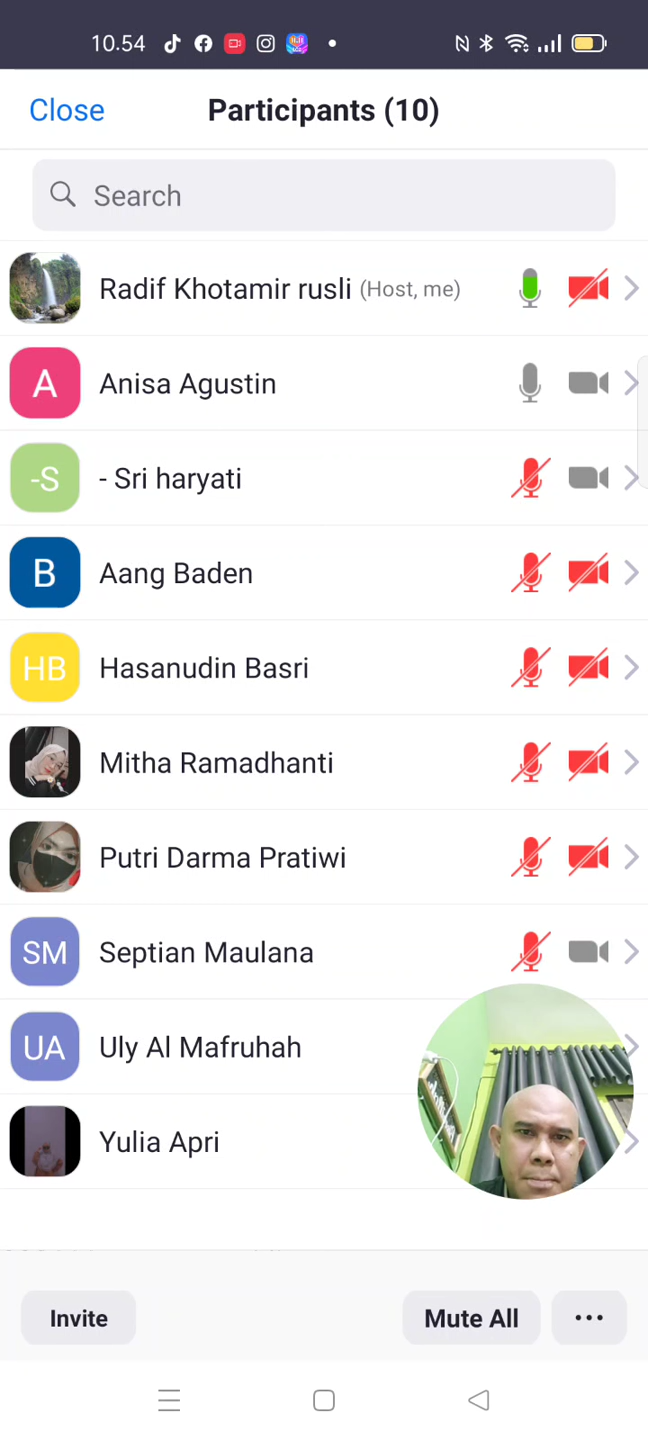 10.54
Close
Participants (10)
Search
Radif Khotamir rusli (Host, me)
A
Anisa Agustin
-S
- Sri haryati
B
Aang Baden
HB
Hasanudin Basri
Mitha Ramadhanti
Putri Darma Pratiwi
SM
Septian Maulana
UA
Uly Al Mafruhah
Yulia Apri
Invite
Mute All